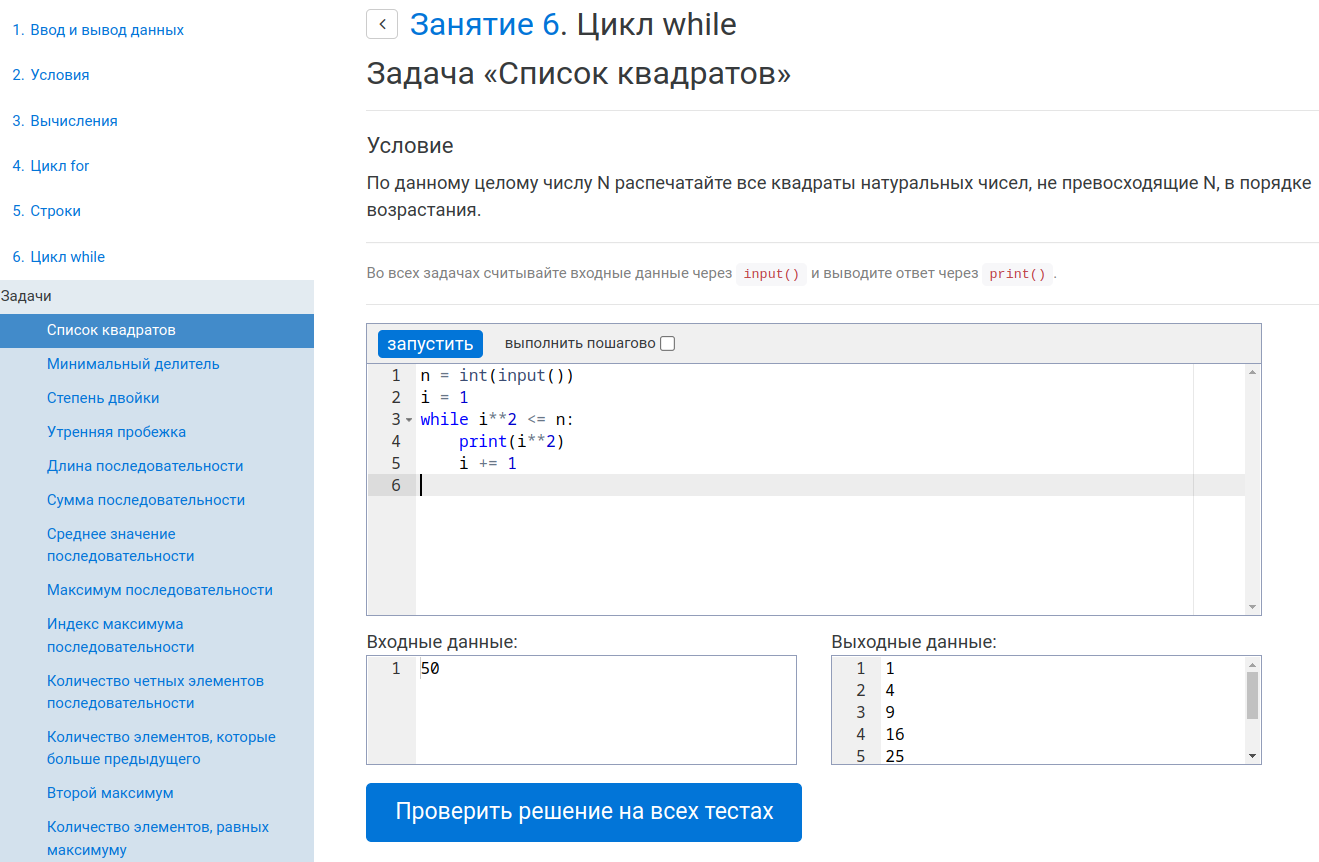 1. Ввод и вывод данных
2. Условия
3. Вычисления
4. Цикл for
5. Строки
6. Цикл while
Задачи
Список квадратов
Минимальный делитель
Степень двойки
Утренняя пробежка
Длина последовательности
Сумма последовательности
Среднее значение
последовательности
Максимум последовательности
Индекс максимума
последовательности
Количество четных элементов
последовательности
Количество элементов, которые
больше предыдущего
Второй максимум
Количество элементов, равных
максимуму
Занятие 6. Цикл while
Задача «Список квадратов»
Условие
По данному целому числу N распечатайте все квадраты натуральных чисел, не превосходящие N, в порядке
возрастания.
Во всех задачах считывайте входные данные через input() и выводите ответ через print().
запустить выполнить пошагово
1 n = int(input())
2 i = 1
3 while i**2 <= n:
4     print(i**2)
5     i += 1
6
Входные данные:
1 50
Выходные данные:
1 1
2 4
3 9
4 16
5 25
Проверить решение на всех тестах